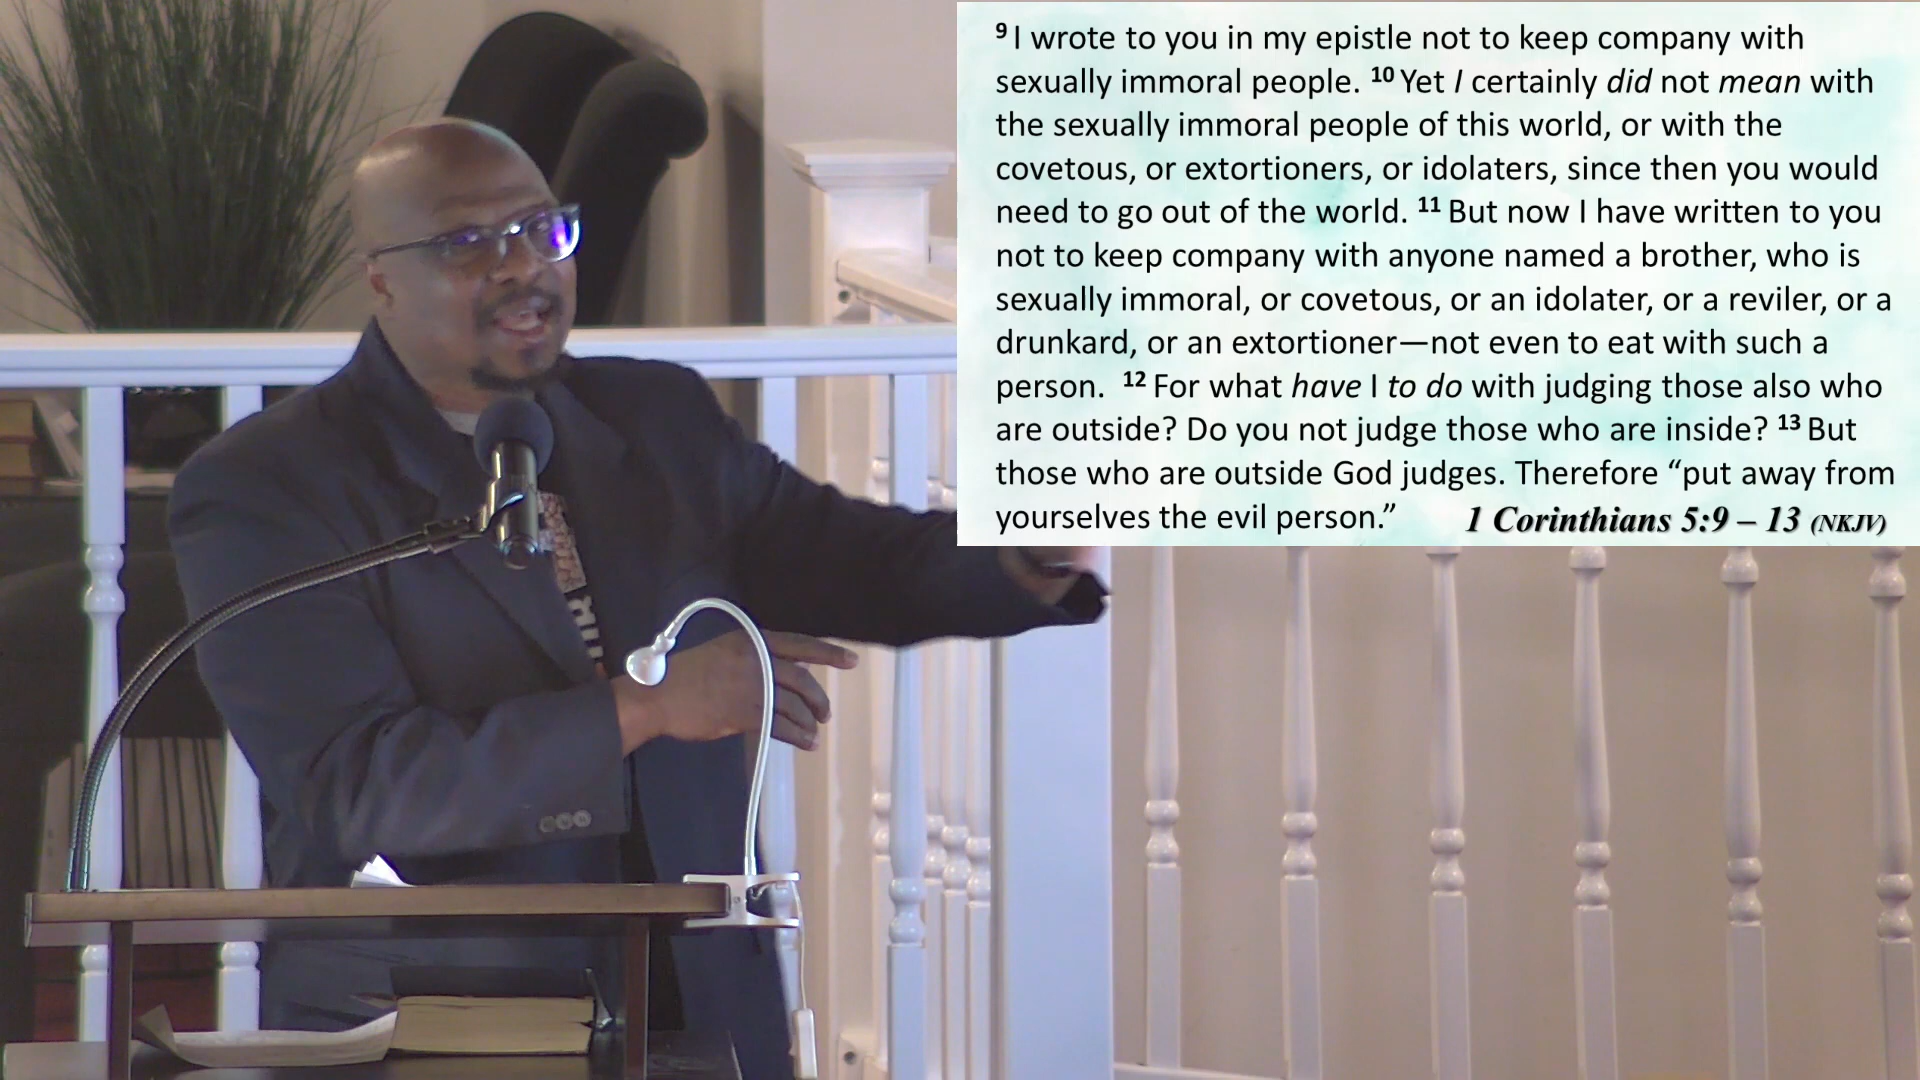 ⁹ I wrote to you in my epistle not to keep company with
sexually immoral people. ¹⁰ Yet I certainly did not mean with
the sexually immoral people of this world, or with the
covetous, or extortioners, or idolaters, since then you would
need to go out of the world. ¹¹ But now I have written to you
not to keep company with anyone named a brother, who is
sexually immoral, or covetous, or an idolater, or a reviler, or a
drunkard, or an extortioner—not even to eat with such a
person. ¹² For what have I to do with judging those also who
are outside? Do you not judge those who are inside? ¹³ But
those who are outside God judges. Therefore “put away from
yourselves the evil person.” 1 Corinthians 5:9 – 13 (NKJV)